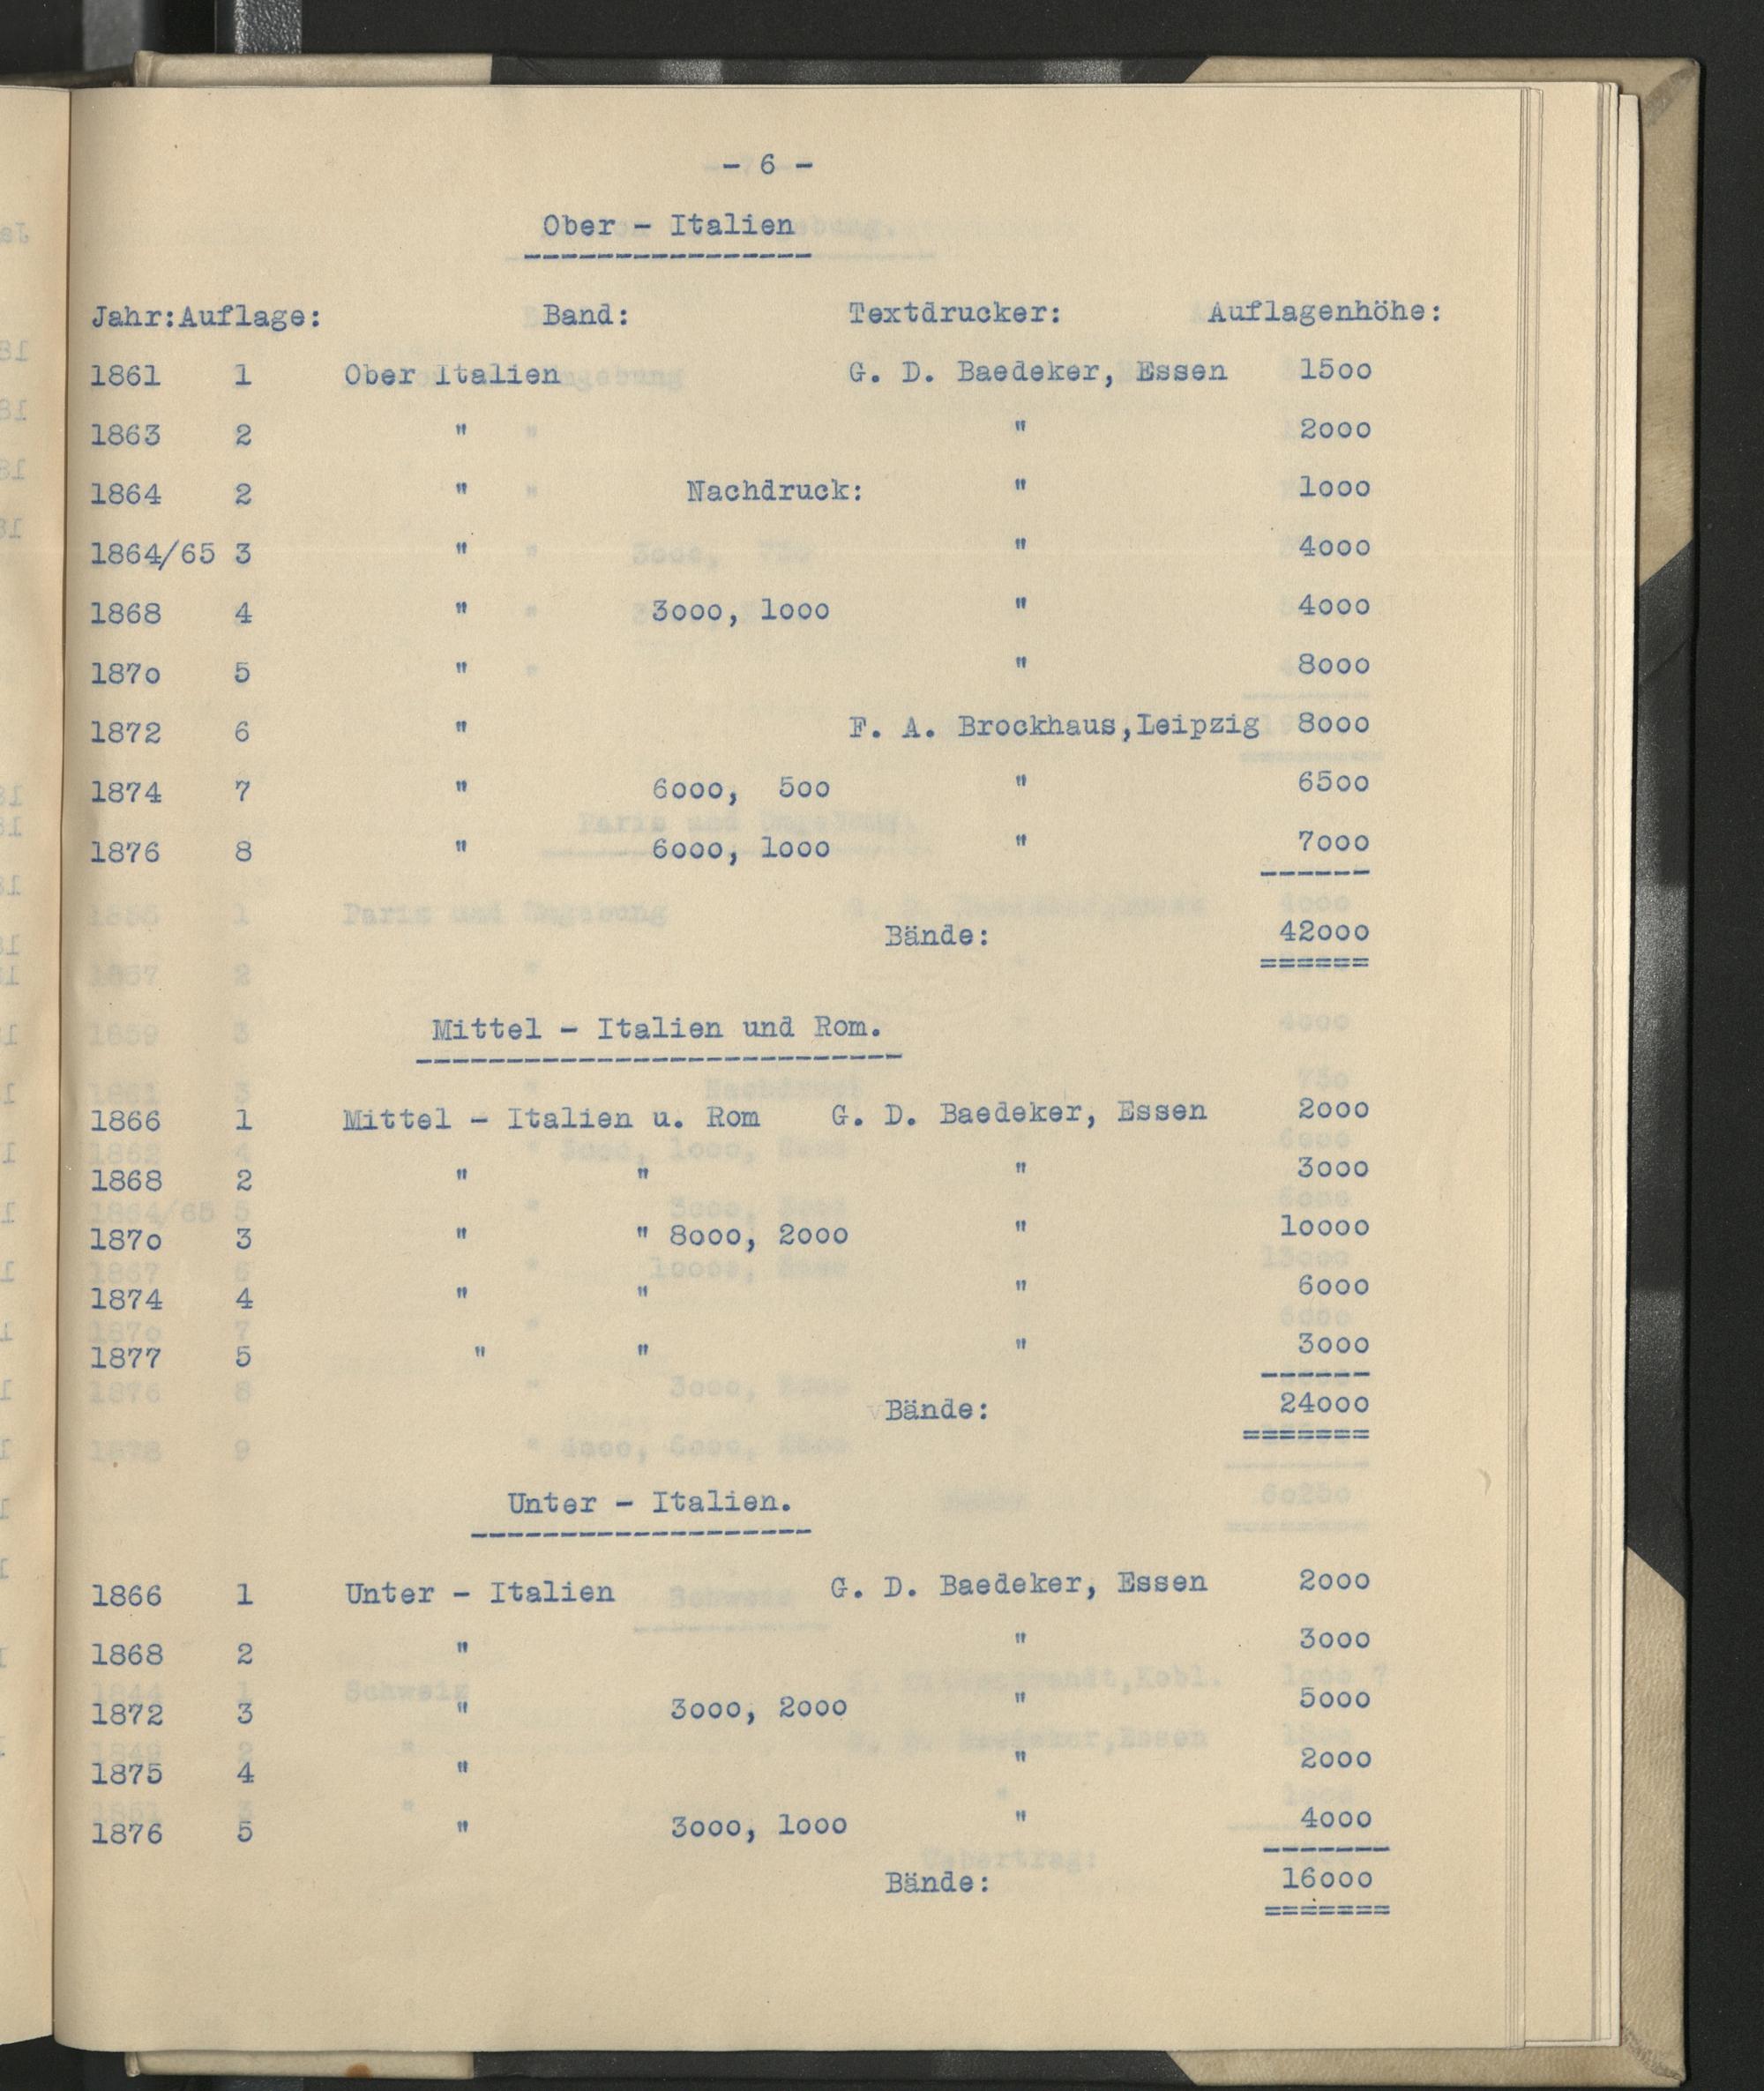 - 6 -
Ober - Italien
Jahr: Auflage: Band: Textdrucker: Auflagenhöhe:
1861 1 Ober Italien G. D. Baedeker, Essen 1500
1863 2 " " 2000
1864 2 " Nachdruck: " 1000
1864/65 3 " " 4000
1868 4 " 3000, 1000 " 4000
1870 5 " " 8000
1872 6 " F. A. Brockhaus,Leipzig 8000
1874 7 " 6000, 500 " 6500
1876 8 " 6000, 1000 " 7000
Bände: 42000
Mittel - Italien und Rom.
1866 1 Mittel - Italien u. Rom G. D. Baedeker, Essen 2000
1868 2 " " " 3000
1870 3 " " 8000, 2000 " 10000
1874 4 " " " 6000
1877 5 " " " 3000
Bände: 24000
Unter - Italien.
1866 1 Unter - Italien G. D. Baedeker, Essen 2000
1868 2 " " 3000
1872 3 " 3000, 2000 " 5000
1875 4 " " 2000
1876 5 " 3000, 1000 " 4000
Bände: 16000